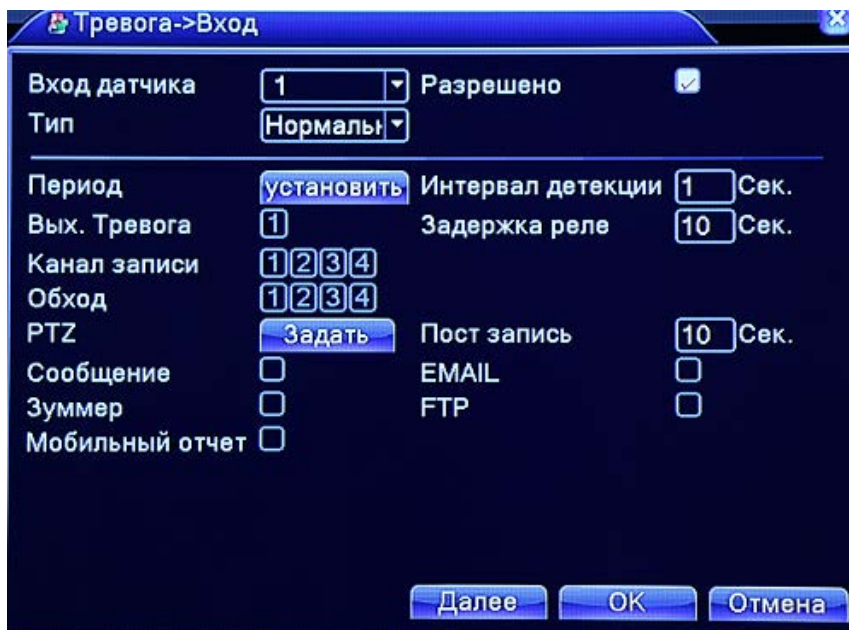 Тревога->Вход
Вход датчика 1 Разрешено
Тип Нормальн
Период установить Интервал детекции 1 Сек.
Вых. Тревога 1 Задержка реле 10 Сек.
Канал записи 1 2 3 4
Обход 1 2 3 4
PTZ Задать Пост запись 10 Сек.
Сообщение EMAIL
Зуммер FTP
Мобильный отчет
Далее OK Отмена